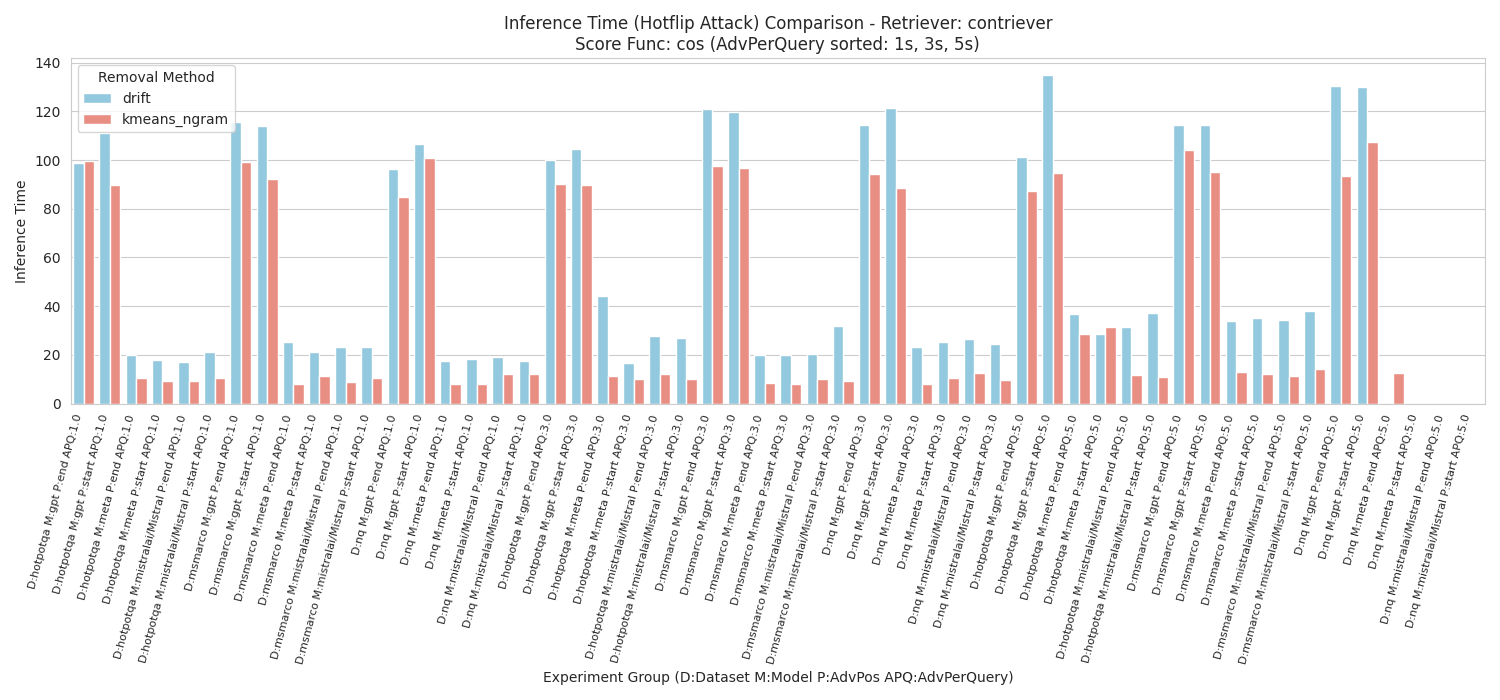 Inference Time (Hotflip Attack) Comparison - Retriever: contriever
Score Func: cos (AdvPerQuery sorted: 1s, 3s, 5s)
Removal Method
drift
kmeans_ngram
Inference Time
140
120
100
80
60
40
20
0
D:hotpotqa M:gpt P:end APQ:1.0
D:hotpotqa M:gpt P:start APQ:1.0
D:hotpotqa M:meta P:end APQ:1.0
D:hotpotqa M:meta P:start APQ:1.0
D:hotpotqa M:mistralai/Mistral P:end APQ:1.0
D:hotpotqa M:mistralai/Mistral P:start APQ:1.0
D:msmarco M:gpt P:end APQ:1.0
D:msmarco M:gpt P:start APQ:1.0
D:msmarco M:meta P:end APQ:1.0
D:msmarco M:meta P:start APQ:1.0
D:msmarco M:mistralai/Mistral P:end APQ:1.0
D:msmarco M:mistralai/Mistral P:start APQ:1.0
D:nq M:gpt P:end APQ:1.0
D:nq M:gpt P:start APQ:1.0
D:nq M:meta P:end APQ:1.0
D:nq M:meta P:start APQ:1.0
D:nq M:mistralai/Mistral P:end APQ:1.0
D:nq M:mistralai/Mistral P:start APQ:1.0
D:hotpotqa M:gpt P:end APQ:3.0
D:hotpotqa M:gpt P:start APQ:3.0
D:hotpotqa M:meta P:end APQ:3.0
D:hotpotqa M:meta P:start APQ:3.0
D:hotpotqa M:mistralai/Mistral P:end APQ:3.0
D:hotpotqa M:mistralai/Mistral P:start APQ:3.0
D:msmarco M:gpt P:end APQ:3.0
D:msmarco M:gpt P:start APQ:3.0
D:msmarco M:meta P:end APQ:3.0
D:msmarco M:meta P:start APQ:3.0
D:msmarco M:mistralai/Mistral P:end APQ:3.0
D:msmarco M:mistralai/Mistral P:start APQ:3.0
D:nq M:gpt P:end APQ:3.0
D:nq M:gpt P:start APQ:3.0
D:nq M:meta P:end APQ:3.0
D:nq M:meta P:start APQ:3.0
D:nq M:mistralai/Mistral P:end APQ:3.0
D:nq M:mistralai/Mistral P:start APQ:3.0
D:hotpotqa M:gpt P:end APQ:5.0
D:hotpotqa M:gpt P:start APQ:5.0
D:hotpotqa M:meta P:end APQ:5.0
D:hotpotqa M:meta P:start APQ:5.0
D:hotpotqa M:mistralai/Mistral P:end APQ:5.0
D:hotpotqa M:mistralai/Mistral P:start APQ:5.0
D:msmarco M:gpt P:end APQ:5.0
D:msmarco M:gpt P:start APQ:5.0
D:msmarco M:meta P:end APQ:5.0
D:msmarco M:meta P:start APQ:5.0
D:msmarco M:mistralai/Mistral P:end APQ:5.0
D:msmarco M:mistralai/Mistral P:start APQ:5.0
D:nq M:gpt P:end APQ:5.0
D:nq M:gpt P:start APQ:5.0
D:nq M:meta P:end APQ:5.0
D:nq M:meta P:start APQ:5.0
D:nq M:mistralai/Mistral P:end APQ:5.0
D:nq M:mistralai/Mistral P:start APQ:5.0
Experiment Group (D:Dataset M:Model P:AdvPos APQ:AdvPerQuery)